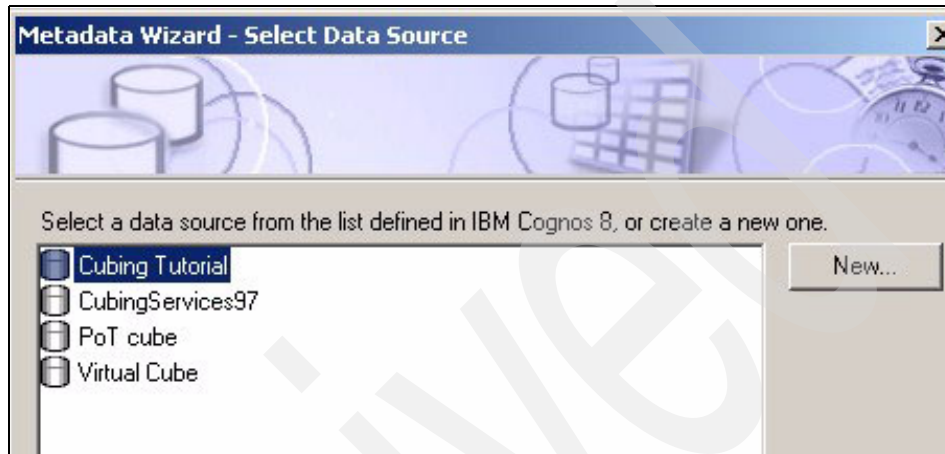 Metadata Wizard - Select Data Source
Select a data source from the list defined in IBM Cognos 8, or create a new one.
Cubing Tutorial
New...
CubingServices97
PoT cube
Virtual Cube